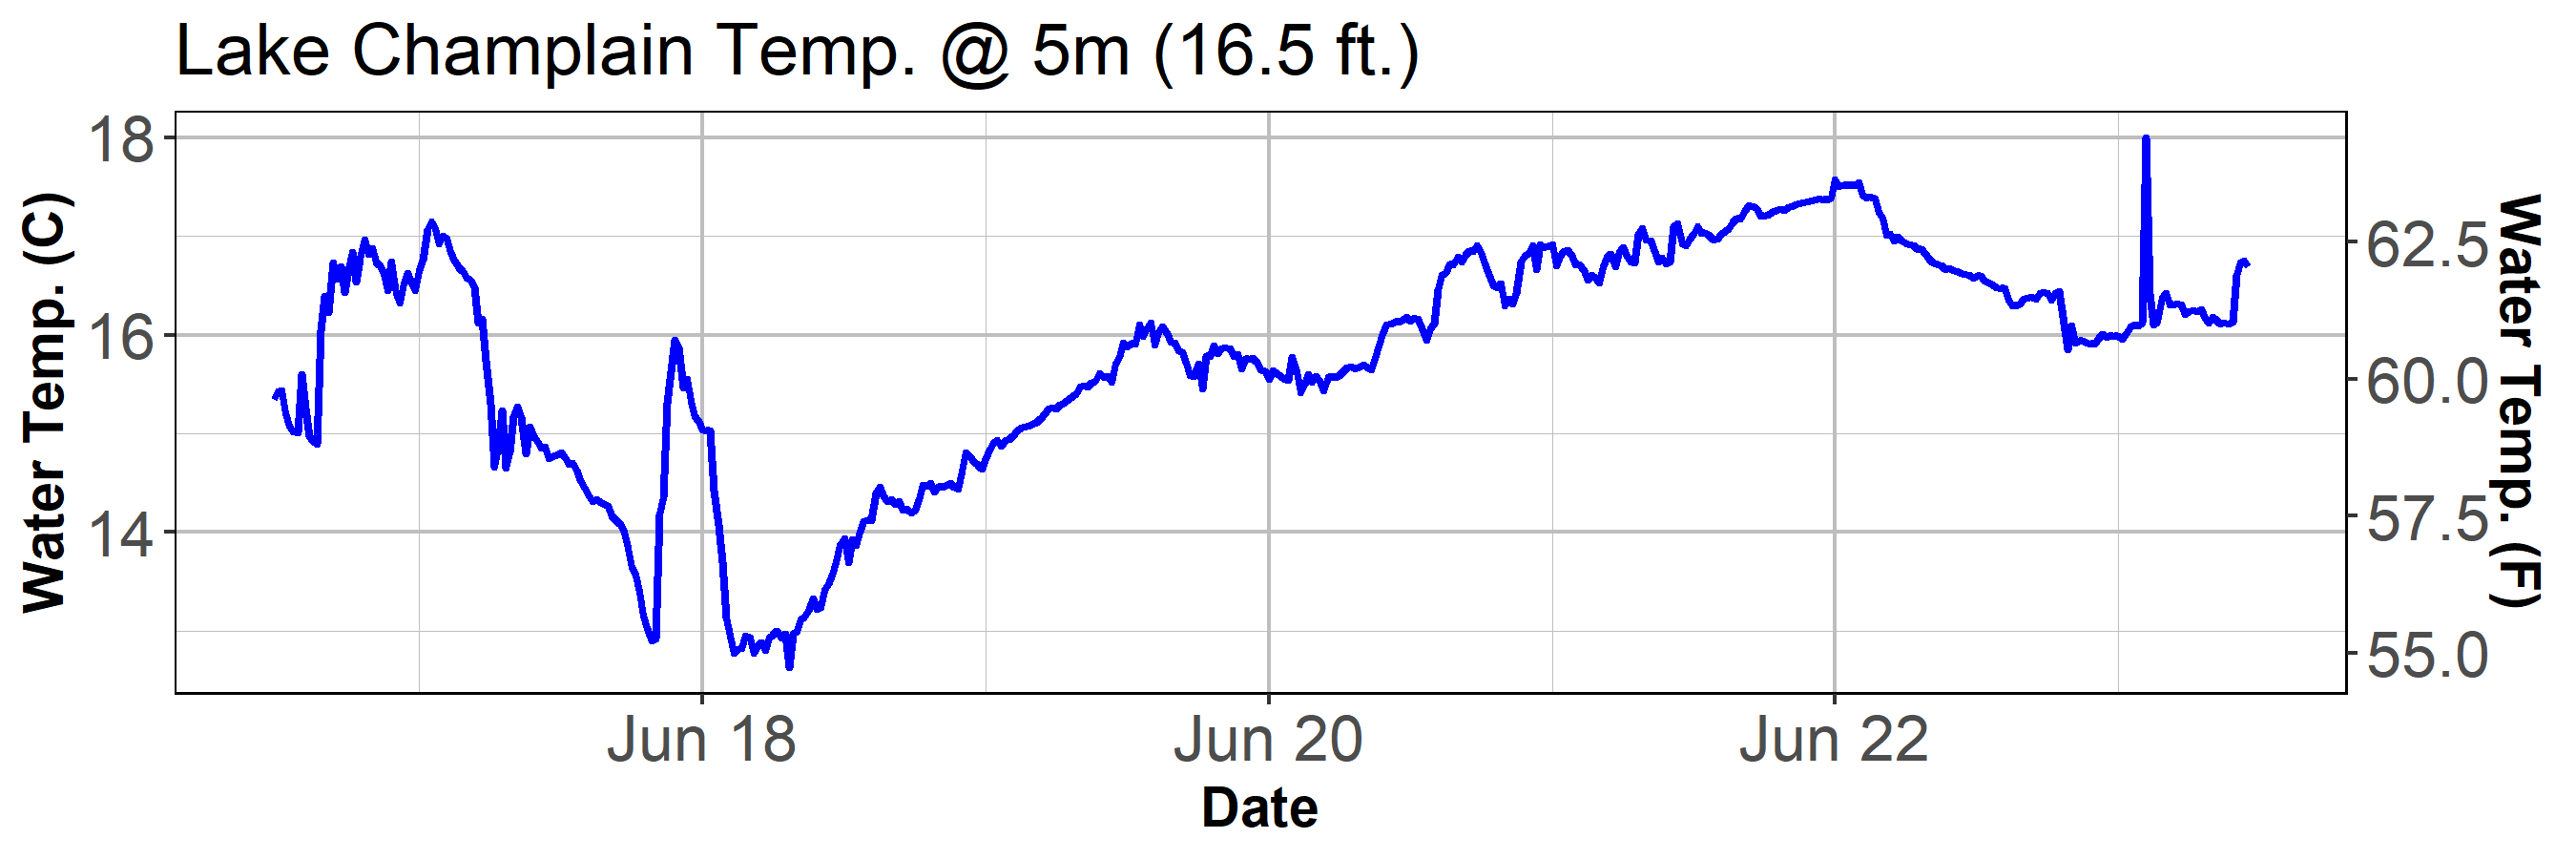 Lake Champlain Temp. @ 5m (16.5 ft.)
Water Temp. (C)
18
16
14
62.5
60.0
57.5
55.0
Water Temp. (F)
Jun 18 Jun 20 Jun 22
Date